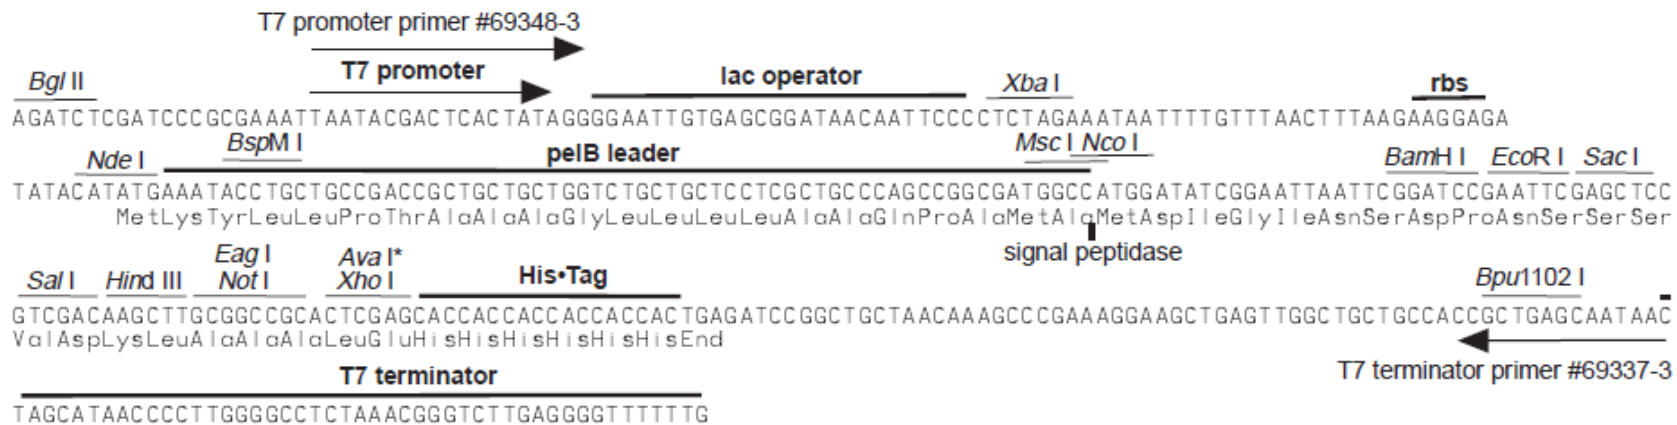 T7 promoter primer #69348-3
Bgl II T7 promoter lac operator Xba I rbs
AGATCTCGATCCCGCGAAATTAATACGACTCACTATAGGGGAATTGTGAGCGGATAACAATTCCCCTCTAGAAATAATTTTGTTTAACTTTAAGAAGGAGA
Nde I BspM I pelB leader Msc I Nco I BamH I EcoR I Sac I
TATACATATGAAATACCTGCTGCCGACCGCTGCTGCTGGTCTGCTGCTCCTCGCTGCCCAGCCGGCGATGGCCATGGATATCGGAATTAATTCGGATCCGAATTCGAGCTCC
MetLysTyrLeuLeuProThrAlaAlaAlaGlyLeuLeuLeuLeuAlaAlaGlnProAlaMetAlaMetAspIleGlyIleAsnSerAspProAsnSerSerSer
signal peptidase
Sal I Hind III Eag I Not I Ava I* Xho I His•Tag Bpu1102 I
GTCGACAAGCTTGCGGCCGCACTCGAGCACCACCACCACCACCACTGAGATCCGGCTGCTAACAAAGCCCGAAAGGAAGCTGAGTTGGCTGCTGCCACCGCTGAGCAATAAC
ValAspLysLeuAlaAlaAlaLeuGluHisHisHisHisHisHisEnd
T7 terminator primer #69337-3
T7 terminator
TAGCATAACCCCTTGGGGCCTCTAAACGGGTCTTGAGGGGTTTTTTG